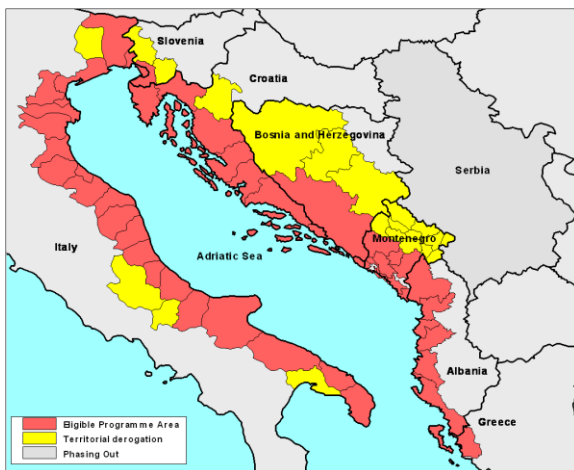 Slovenia
Croatia
Bosnia and Herzegovina
Serbia
Montenegro
Italy
Adriatic Sea
Albania
Greece
Eligible Programme Area
Territorial derogation
Phasing Out